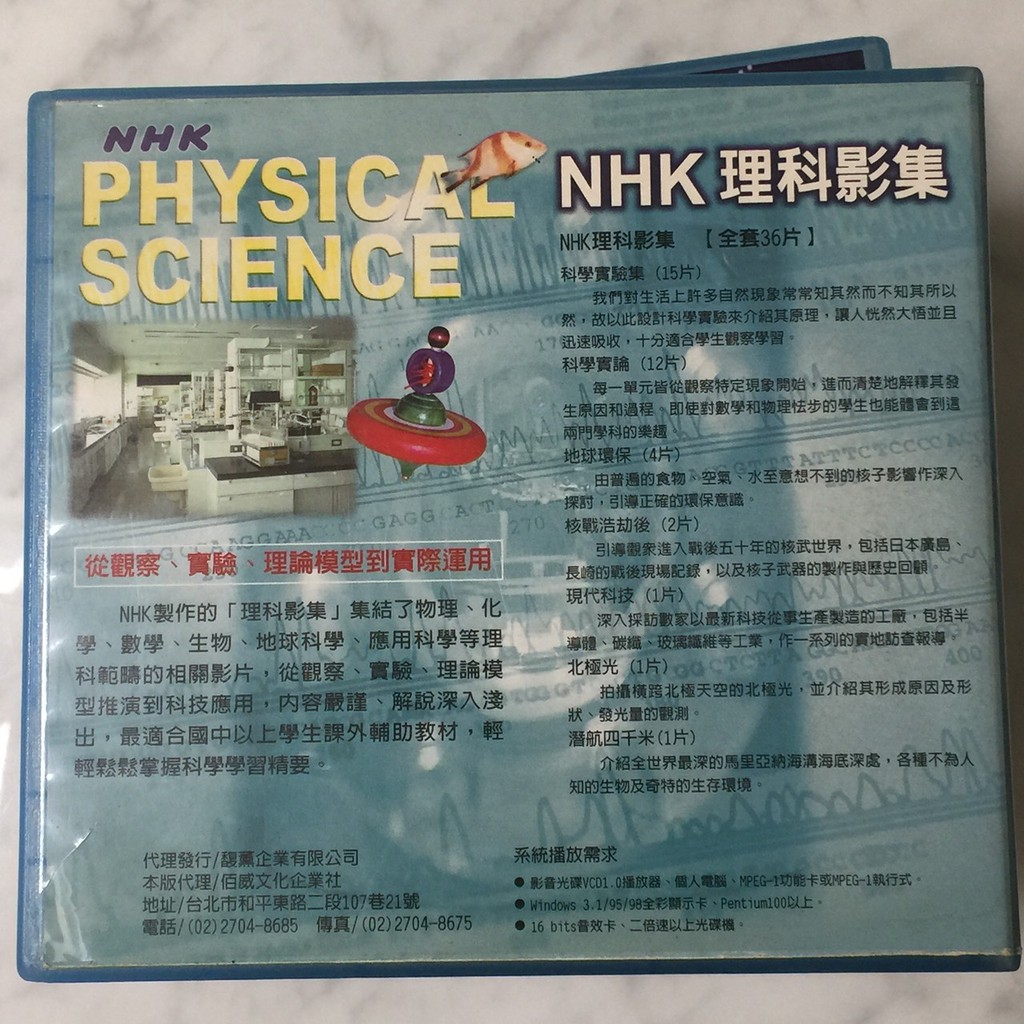 NHK
PHYSICAL
SCIENCE
從觀察、實驗、理論模型到實際運用
NHK製作的「理科影集」集結了物理、化
學、數學、生物、地球科學、應用科學等理
科範疇的相關影片，從觀察、實驗、理論模
型推演到科技應用，內容嚴謹、解說深入淺
出，最適合國中以上學生課外輔助教材，輕
輕鬆鬆掌握科學學習精要。
代理發行/馥薰企業有限公司
本版代理/佰威文化企業社
地址/台北市和平東路二段107巷21號
電話/(02)2704-8685 傳真/(02)2704-8675
NHK 理科影集
NHK理科影集 【全套36片】
科學實驗集 (15片)
我們對生活上許多自然現象常常知其然而不知其所以
然，故以此設計科學實驗來介紹其原理，讓人恍然大悟並且
迅速吸收，十分適合學生觀察學習。
科學實論 (12片)
每一單元皆從觀察特定現象開始，進而清楚地解釋其發
生原因和過程。即使對數學和物理怯步的學生也能體會到這
兩門學科的樂趣
地球環保 (4片)
由普遍的食物、空氣、水至意想不到的核子影響作深入
探討，引導正確的環保意識。
核戰浩劫後 (2片)
引導觀眾進入戰後五十年的核武世界，包括日本廣島、
長崎的戰後現場記錄，以及核子武器的製作與歷史回顧
現代科技 (1片)
深入採訪數家以最新科技從事生產製造的工廠，包括半
導體、碳纖、玻璃纖維等工業，作一系列的實地訪查報導
北極光 (1片)
拍攝橫跨北極天空的北極光，並介紹其形成原因及形
狀、發光量的觀測。
潛航四千米(1片)
介紹全世界最深的馬里亞納海溝海底深處，各種不為人
知的生物及奇特的生存環境。
系統播放需求
● 影音光碟VCD1.0播放器、個人電腦、MPEG-1功能卡或MPEG-1執行式。
● Windows 3.1/95/98全彩顯示卡、Pentium100以上。
● 16 bits音效卡、二倍速以上光碟機。